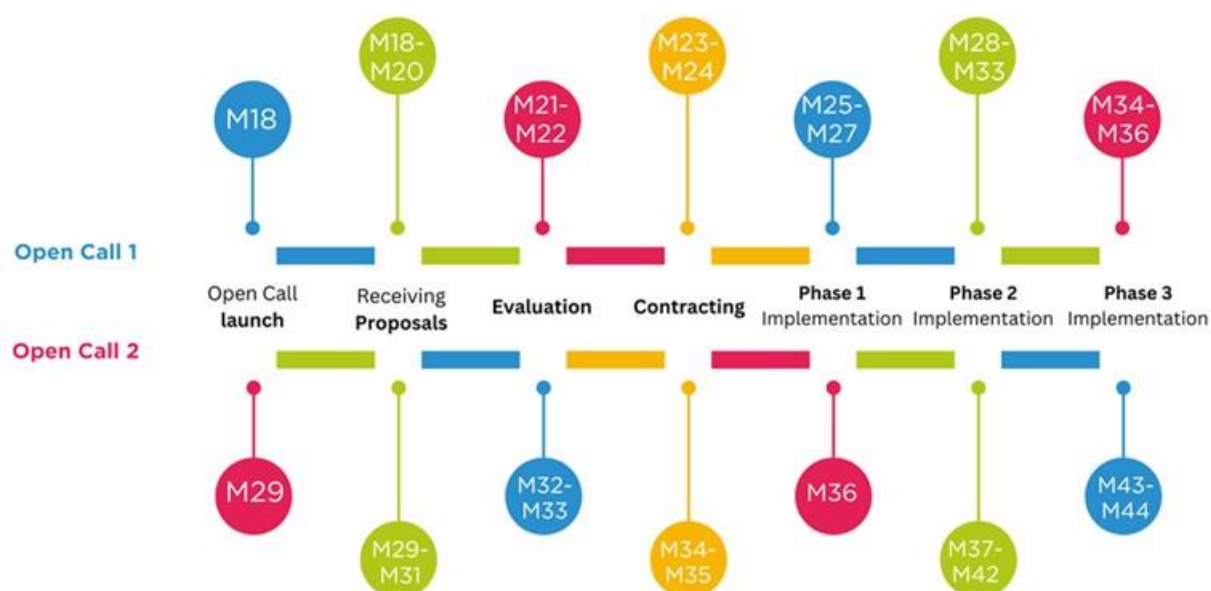 M18
M18-
M20
M21-
M22
M23-
M24
M25-
M27
M28-
M33
M34-
M36
Open Call 1
Open Call
launch
Receiving
Proposals
Evaluation
Contracting
Phase 1
Implementation
Phase 2
Implementation
Phase 3
Implementation
Open Call 2
M29
M29-
M31
M32-
M33
M34-
M35
M36
M37-
M42
M43-
M44